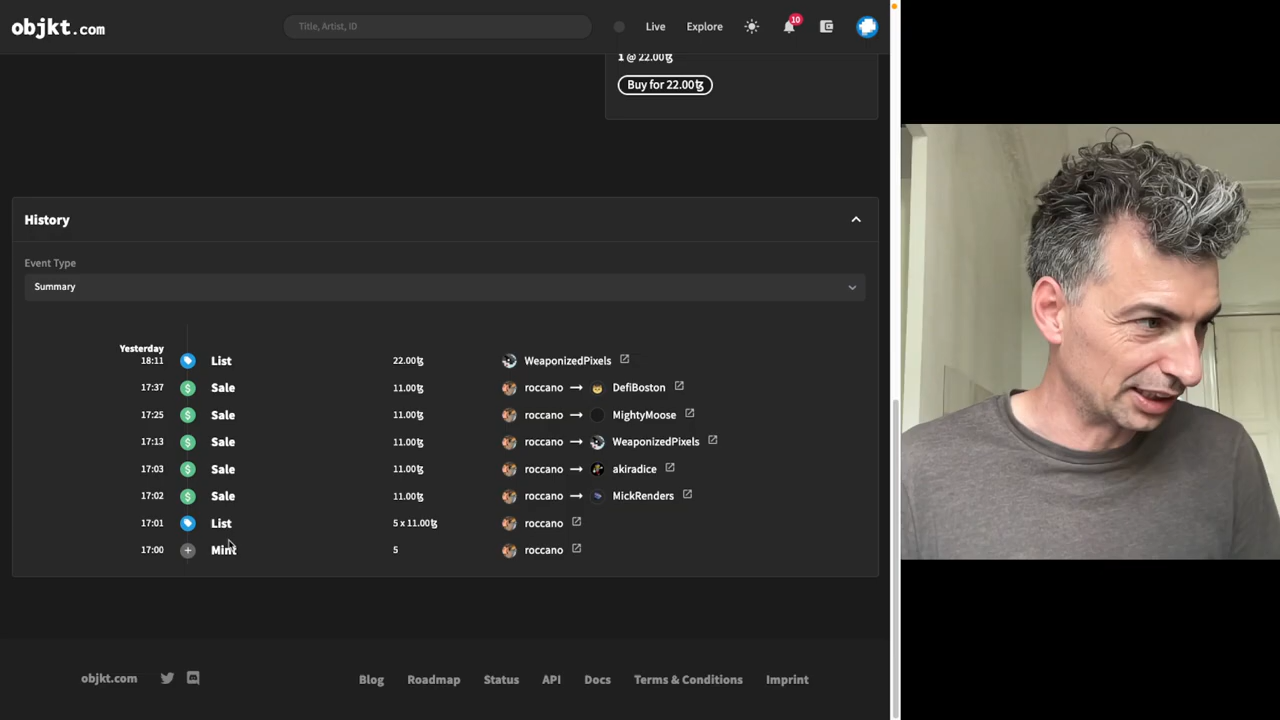 objkt.com Title, Artist, ID Live Explore 10
1 @ 22.00ꜩ
Buy for 22.00ꜩ
History
Event Type
Summary
Yesterday
18:11 List 22.00ꜩ WeaponizedPixels
17:37 $ Sale 11.00ꜩ roccano → DefiBoston
17:25 $ Sale 11.00ꜩ roccano → MightyMoose
17:13 $ Sale 11.00ꜩ roccano → WeaponizedPixels
17:03 $ Sale 11.00ꜩ roccano → akiradice
17:02 $ Sale 11.00ꜩ roccano → MickRenders
17:01 List 5 x 11.00ꜩ roccano
17:00 + Mint 5 roccano
objkt.com Blog Roadmap Status API Docs Terms & Conditions Imprint